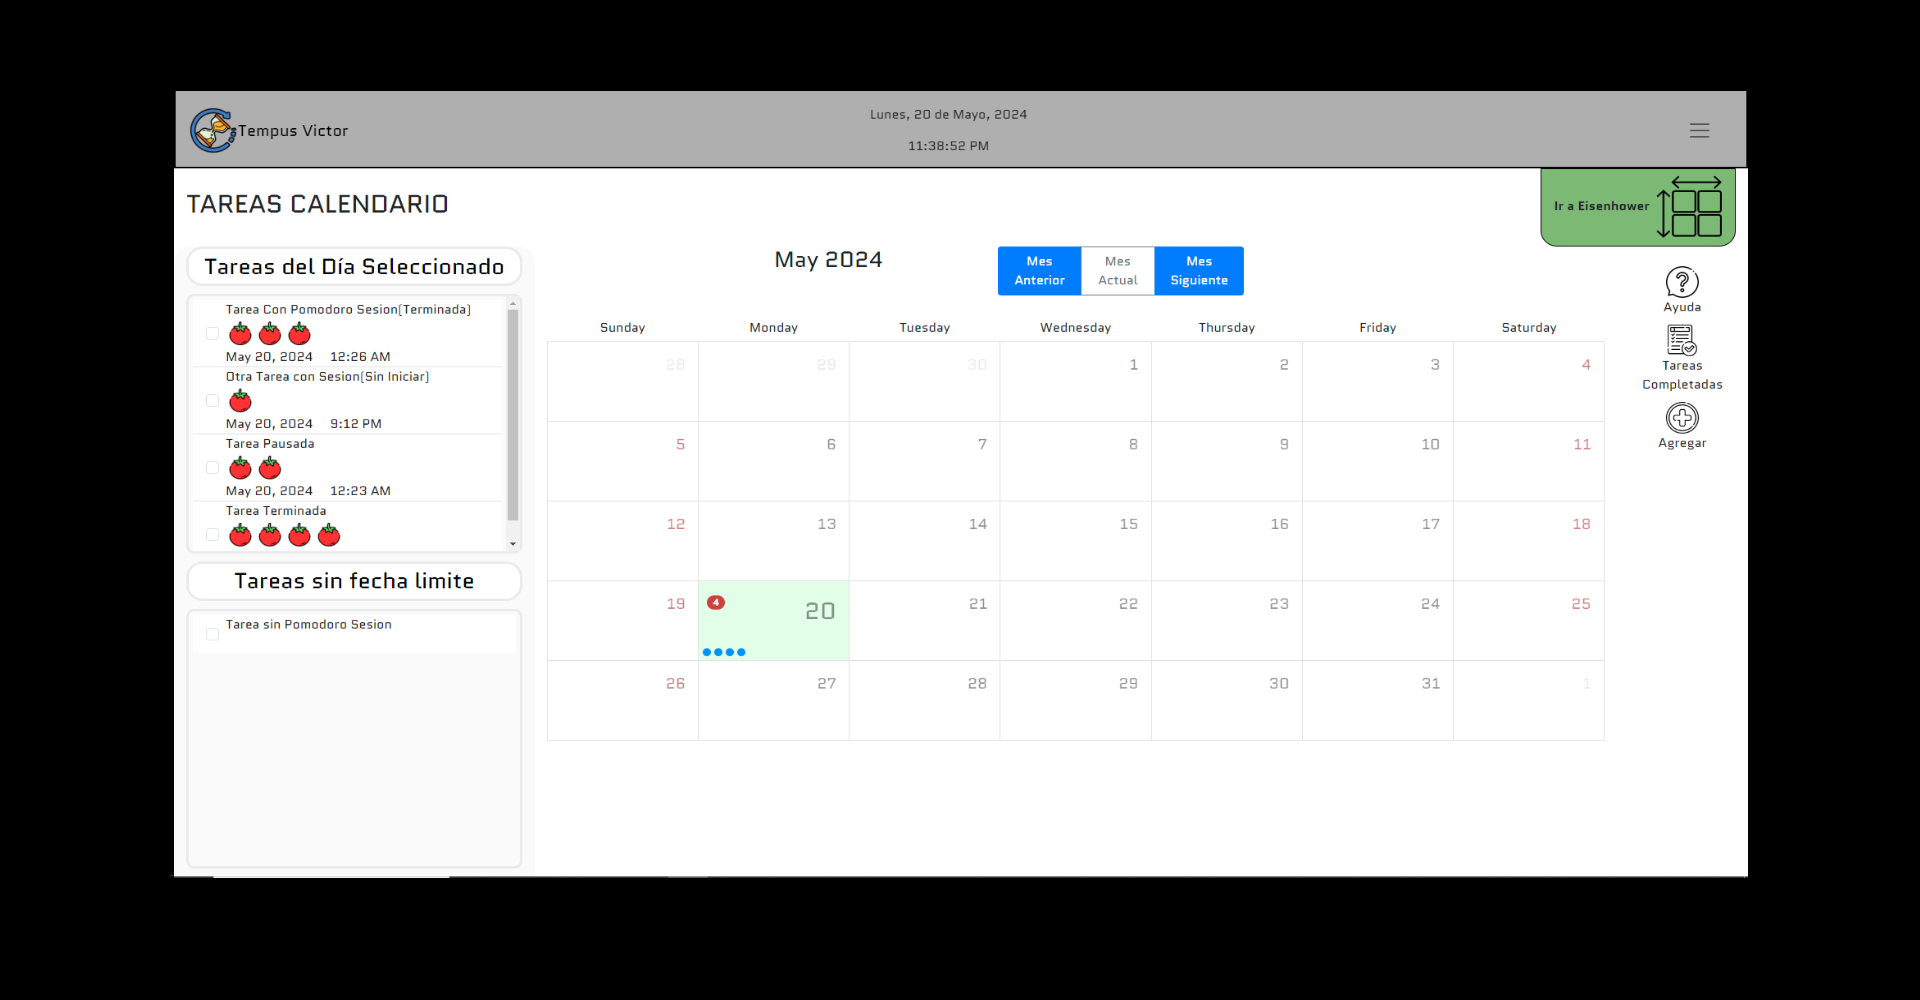 Tempus Victor
Lunes, 20 de Mayo, 2024
11:38:52 PM
TAREAS CALENDARIO
Ir a Eisenhower
Tareas del Día Seleccionado
Tarea Con Pomodoro Sesion(Terminada)
May 20, 2024 12:26 AM
Otra Tarea con Sesion(Sin Iniciar)
May 20, 2024 9:12 PM
Tarea Pausada
May 20, 2024 12:23 AM
Tarea Terminada
Tareas sin fecha limite
Tarea sin Pomodoro Sesion
May 2024
Mes Anterior
Mes Actual
Mes Siguiente
Sunday Monday Tuesday Wednesday Thursday Friday Saturday
28 29 30 1 2 3 4
5 6 7 8 9 10 11
12 13 14 15 16 17 18
19 4 20 21 22 23 24 25
26 27 28 29 30 31 1
Ayuda
Tareas
Completadas
Agregar